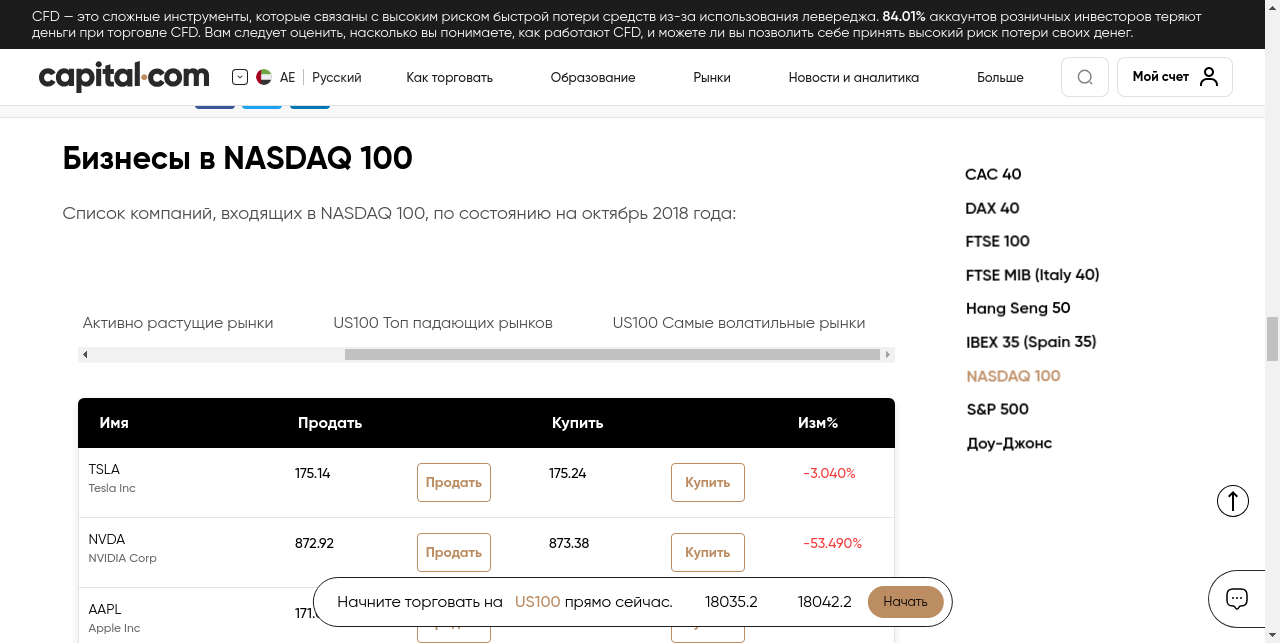 CFD — это сложные инструменты, которые связаны с высоким риском быстрой потери средств из-за использования левереджа. 84.01% аккаунтов розничных инвесторов теряют
деньги при торговле CFD. Вам следует оценить, насколько вы понимаете, как работают CFD, и можете ли вы позволить себе принять высокий риск потери своих денег.
capital.com
AE
Русский
Как торговать
Образование
Рынки
Новости и аналитика
Больше
Мой счет
Бизнесы в NASDAQ 100
Список компаний, входящих в NASDAQ 100, по состоянию на октябрь 2018 года:
Активно растущие рынки
US100 Топ падающих рынков
US100 Самые волатильные рынки
Имя
Продать
Купить
Изм%
TSLA
Tesla Inc
175.14
Продать
175.24
Купить
-3.040%
NVDA
NVIDIA Corp
872.92
Продать
873.38
Купить
-53.490%
AAPL
Apple Inc
Начните торговать на US100 прямо сейчас.
18035.2
18042.2
Начать
CAC 40
DAX 40
FTSE 100
FTSE MIB (Italy 40)
Hang Seng 50
IBEX 35 (Spain 35)
NASDAQ 100
S&P 500
Доу-Джонс